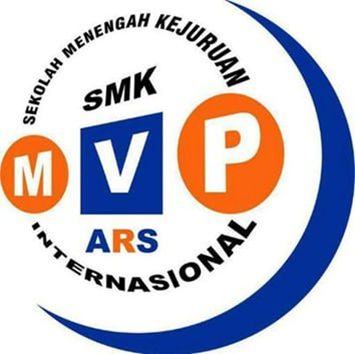 SEKOLAH MENENGAH KEJURUAN
SMK
M V P
ARS
INTERNASIONAL